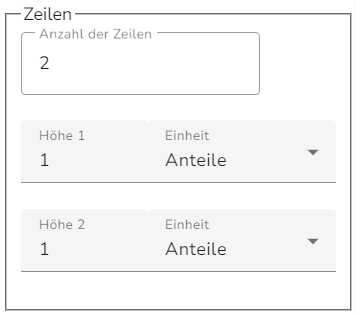 Zeilen
Anzahl der Zeilen
2
Höhe 1 Einheit
1 Anteile
Höhe 2 Einheit
1 Anteile